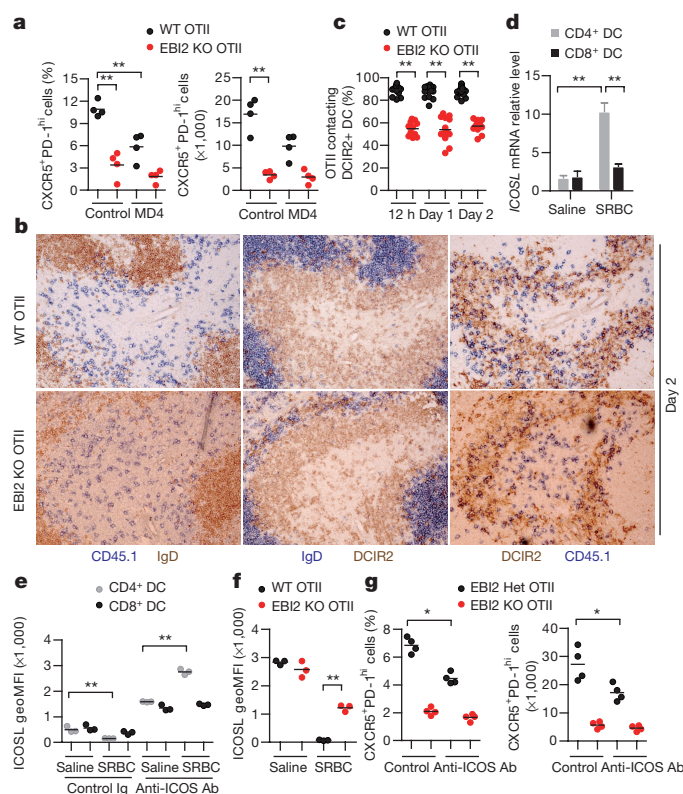 a
WT OTII
EBI2 KO OTII
CXCR5+PD-1hi cells (%)
15
12
9
6
3
0
**
**
Control MD4
CXCR5+PD-1hi cells
(×1,000)
25
20
15
10
5
0
**
Control MD4
c
WT OTII
EBI2 KO OTII
OTII contacting
DCIR2+ DC (%)
100
80
60
40
20
0
** ** **
12 h Day 1 Day 2
d
CD4+ DC
CD8+ DC
ICOSL mRNA relative level
15
10
5
0
** **
Saline SRBC
b
WT OTII
EBI2 KO OTII
Day 2
CD45.1 IgD
IgD DCIR2
DCIR2 CD45.1
e
CD4+ DC
CD8+ DC
ICOSL geoMFI (×1,000)
4
3
2
1
0
**
**
Saline SRBC Saline SRBC
Control Ig Anti-ICOS Ab
f
WT OTII
EBI2 KO OTII
ICOSL geoMFI (×1,000)
4
3
2
1
0
**
Saline SRBC
g
EBI2 Het OTII
EBI2 KO OTII
CXCR5+PD-1hi cells (%)
8
6
4
2
0
*
Control Anti-ICOS Ab
CXCR5+PD-1hi cells
(×1,000)
40
30
20
10
0
*
Control Anti-ICOS Ab